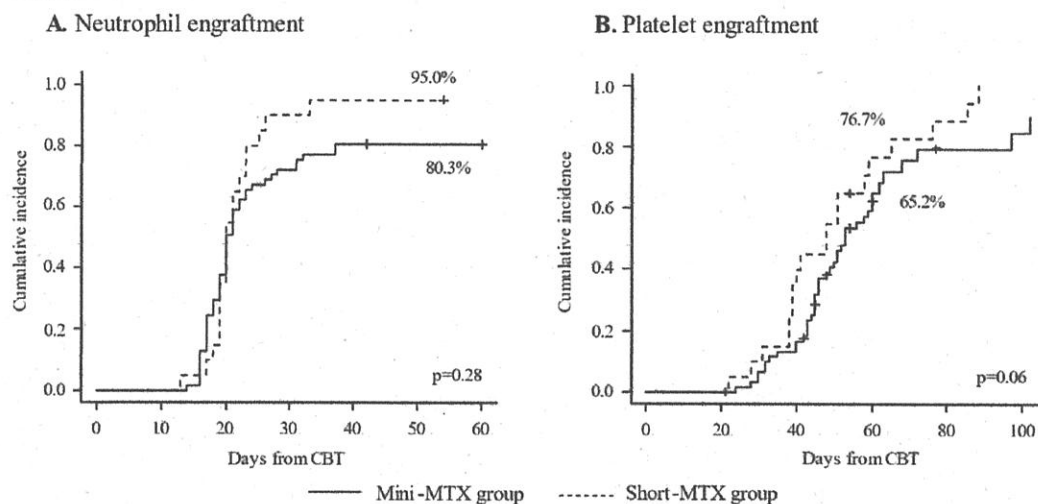 A. Neutrophil engraftment
Cumulative incidence
1.0
0.8
0.6
0.4
0.2
0.0
95.0%
80.3%
p=0.28
0 10 20 30 40 50 60
Days from CBT
B. Platelet engraftment
Cumulative incidence
1.0
0.8
0.6
0.4
0.2
0.0
76.7%
65.2%
p=0.06
0 20 40 60 80 100
Days from CBT
Mini-MTX group
Short-MTX group